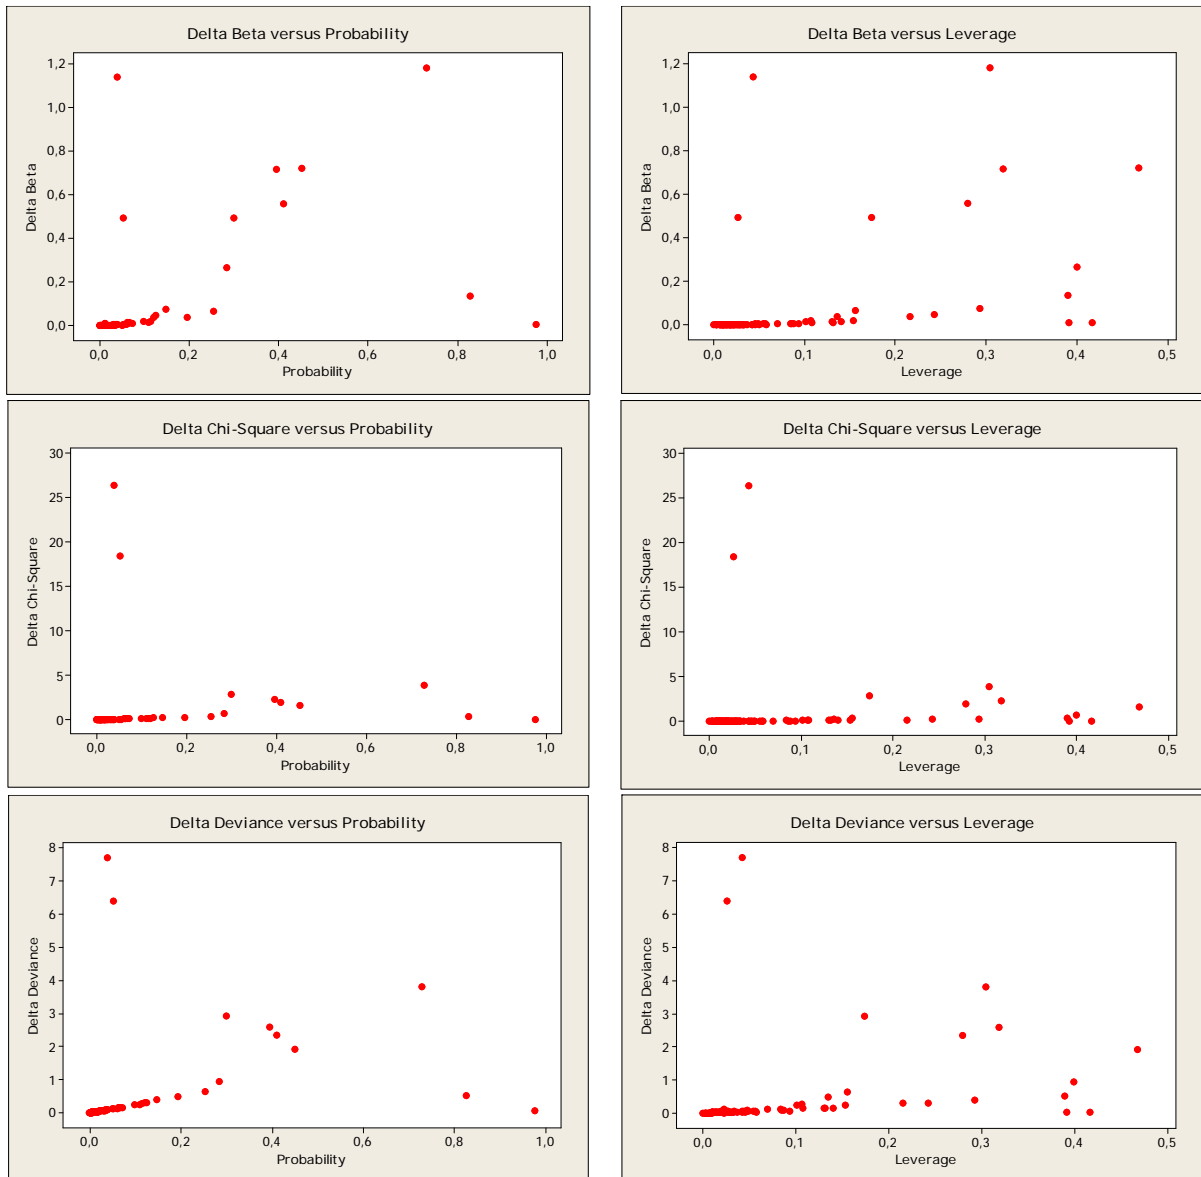 Delta Beta versus Probability
Delta Beta
1,2
1,0
0,8
0,6
0,4
0,2
0,0
0,0 0,2 0,4 0,6 0,8 1,0
Probability
Delta Beta versus Leverage
Delta Beta
1,2
1,0
0,8
0,6
0,4
0,2
0,0
0,0 0,1 0,2 0,3 0,4 0,5
Leverage
Delta Chi-Square versus Probability
Delta Chi-Square
30
25
20
15
10
5
0
0,0 0,2 0,4 0,6 0,8 1,0
Probability
Delta Chi-Square versus Leverage
Delta Chi-Square
30
25
20
15
10
5
0
0,0 0,1 0,2 0,3 0,4 0,5
Leverage
Delta Deviance versus Probability
Delta Deviance
8
7
6
5
4
3
2
1
0
0,0 0,2 0,4 0,6 0,8 1,0
Probability
Delta Deviance versus Leverage
Delta Deviance
8
7
6
5
4
3
2
1
0
0,0 0,1 0,2 0,3 0,4 0,5
Leverage